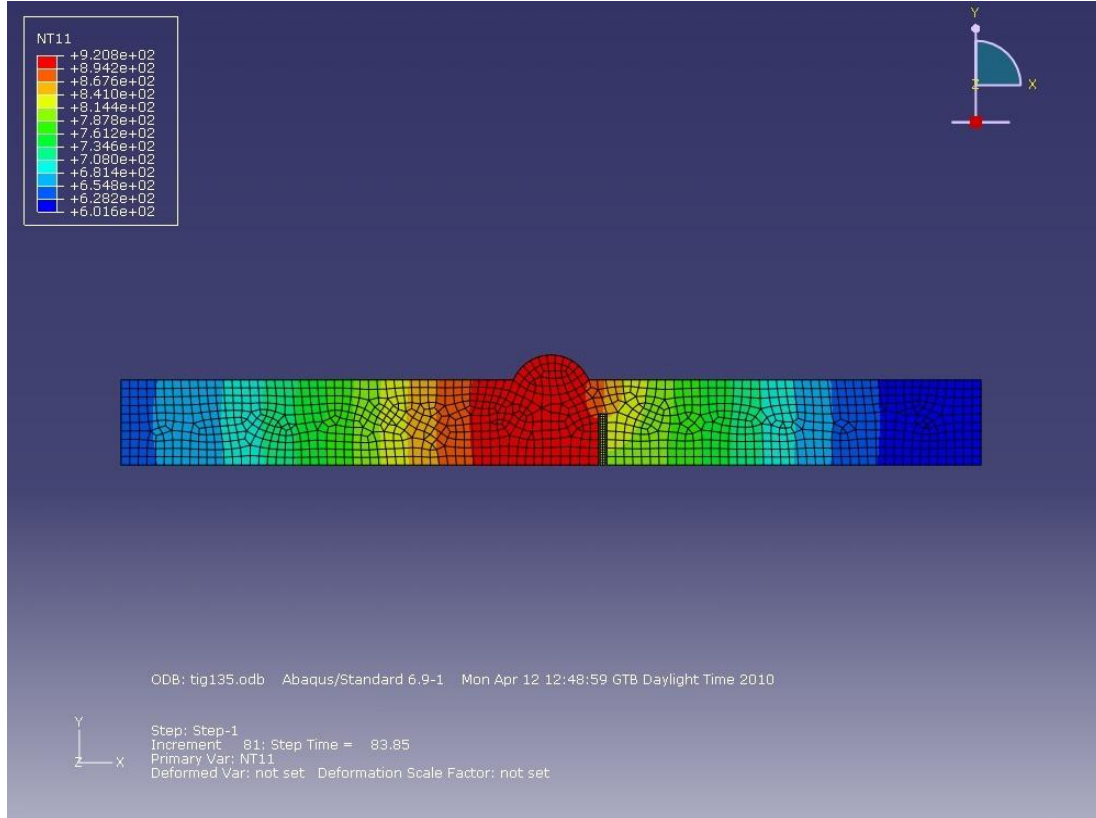 NT11
+9.208e+02
+8.942e+02
+8.676e+02
+8.410e+02
+8.144e+02
+7.878e+02
+7.612e+02
+7.346e+02
+7.080e+02
+6.814e+02
+6.548e+02
+6.282e+02
+6.016e+02
Y
Z
X
ODB: tig135.odb Abaqus/Standard 6.9-1 Mon Apr 12 12:48:59 GTB Daylight Time 2010
Y
Z
X
Step: Step-1
Increment 81: Step Time = 83.85
Primary Var: NT11
Deformed Var: not set Deformation Scale Factor: not set